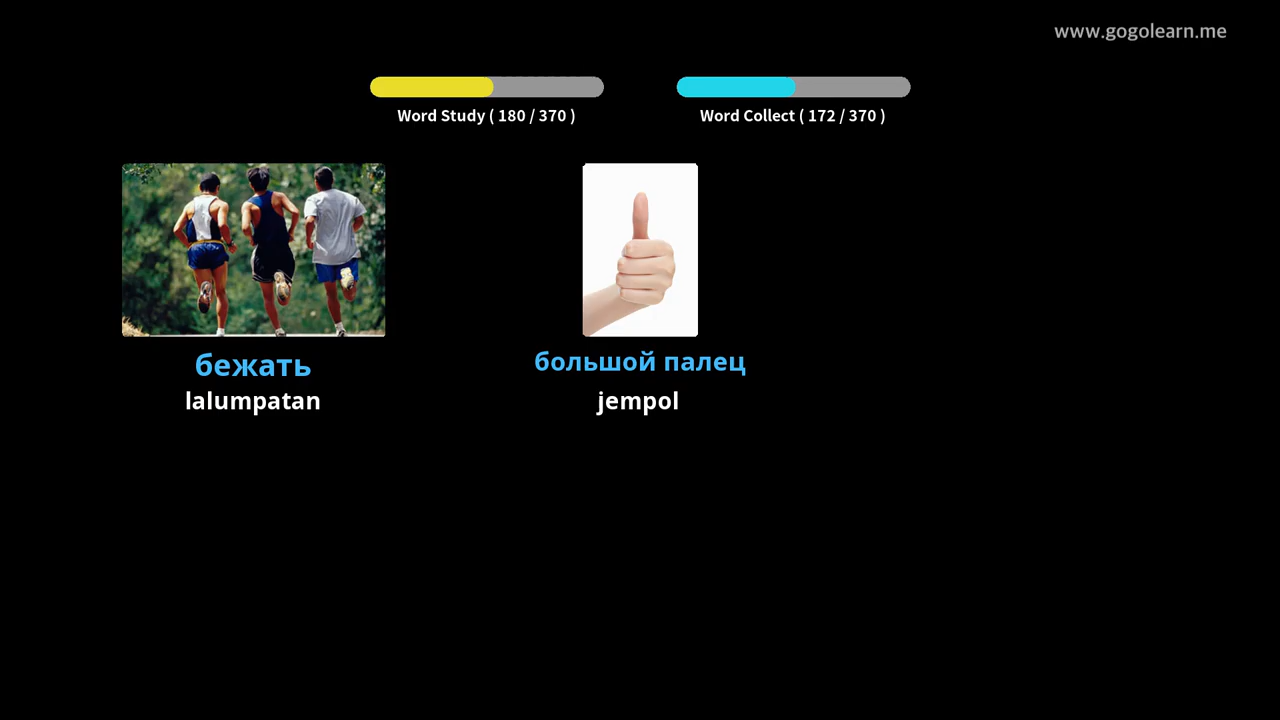 www.gogolearn.me
Word Study ( 180 / 370 )
Word Collect ( 172 / 370 )
бежать
lalumpatan
большой палец
jempol